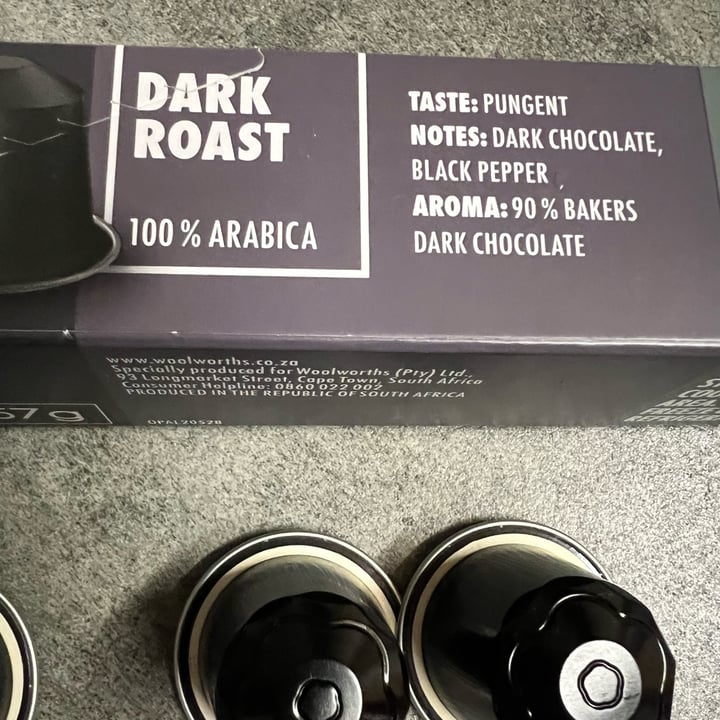 DARK
ROAST
100 % ARABICA
TASTE: PUNGENT
NOTES: DARK CHOCOLATE,
BLACK PEPPER
AROMA: 90 % BAKERS
DARK CHOCOLATE
www.woolworths.co.za
Specially produced for Woolworths (Pty) Ltd.,
93 Longmarket Street, Cape Town, South Africa
Consumer Helpline: 0860 022 002
PRODUCED IN THE REPUBLIC OF SOUTH AFRICA
57 g
OPAL20528